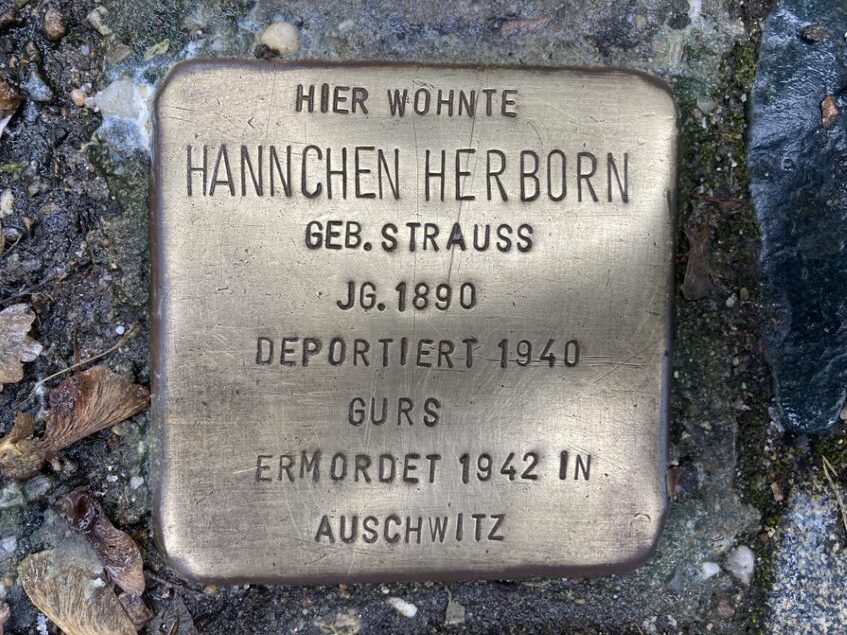 HIER WOHNTE
HANNCHEN HERBORN
GEB. STRAUSS
JG. 1890
DEPORTIERT 1940
GURS
ERMORDET 1942 IN
AUSCHWITZ